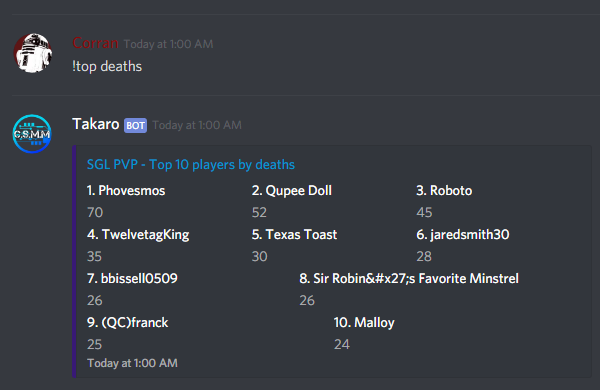 Corran Today at 1:00 AM
!top deaths
C.S.M.M
Takaro BOT Today at 1:00 AM
SGL PVP - Top 10 players by deaths
1. Phovesmos 2. Qupee Doll 3. Roboto
70 52 45
4. TwelvetagKing 5. Texas Toast 6. jaredsmith30
35 30 28
7. bbissell0509 8. Sir Robin&#x27;s Favorite Minstrel
26 26
9. (QC)franck 10. Malloy
25 24
Today at 1:00 AM